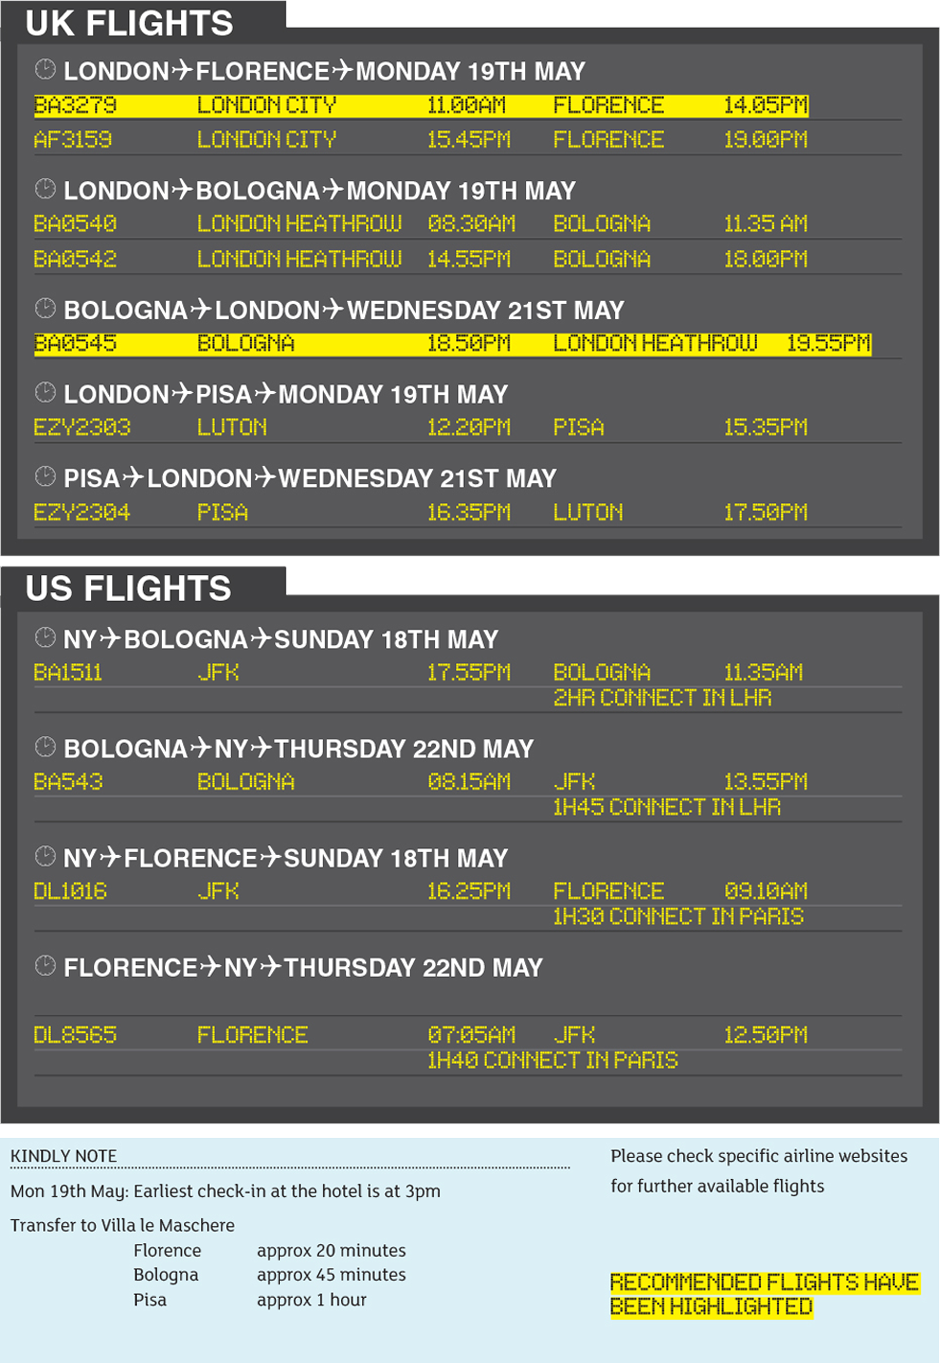 UK FLIGHTS
LONDON✈FLORENCE✈MONDAY 19TH MAY
BA3279 LONDON CITY 11.00AM FLORENCE 14.05PM
AF3159 LONDON CITY 15.45PM FLORENCE 19.00PM
LONDON✈BOLOGNA✈MONDAY 19TH MAY
BA0540 LONDON HEATHROW 08.30AM BOLOGNA 11.35 AM
BA0542 LONDON HEATHROW 14.55PM BOLOGNA 18.00PM
BOLOGNA✈LONDON✈WEDNESDAY 21ST MAY
BA0545 BOLOGNA 18.50PM LONDON HEATHROW 19.55PM
LONDON✈PISA✈MONDAY 19TH MAY
EZY2303 LUTON 12.20PM PISA 15.35PM
PISA✈LONDON✈WEDNESDAY 21ST MAY
EZY2304 PISA 16.35PM LUTON 17.50PM
US FLIGHTS
NY✈BOLOGNA✈SUNDAY 18TH MAY
BA1511 JFK 17.55PM BOLOGNA 11.35AM
2HR CONNECT IN LHR
BOLOGNA✈NY✈THURSDAY 22ND MAY
BA543 BOLOGNA 08.15AM JFK 13.55PM
1H45 CONNECT IN LHR
NY✈FLORENCE✈SUNDAY 18TH MAY
DL1016 JFK 16.25PM FLORENCE 09.10AM
1H30 CONNECT IN PARIS
FLORENCE✈NY✈THURSDAY 22ND MAY
DL8565 FLORENCE 07:05AM JFK 12.50PM
1H40 CONNECT IN PARIS
KINDLY NOTE
Mon 19th May: Earliest check-in at the hotel is at 3pm
Transfer to Villa le Maschere
Florence approx 20 minutes
Bologna approx 45 minutes
Pisa approx 1 hour
Please check specific airline websites
for further available flights
RECOMMENDED FLIGHTS HAVE
BEEN HIGHLIGHTED